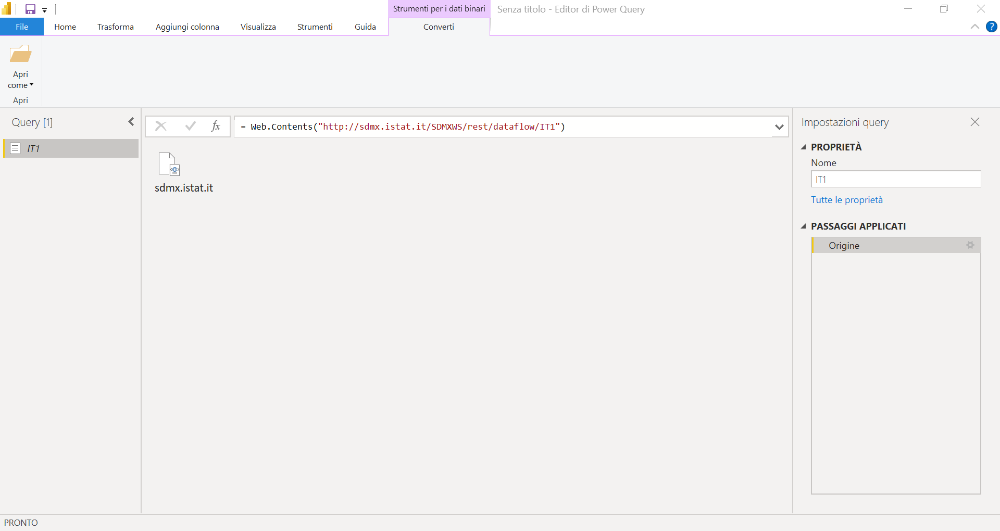 Strumenti per i dati binari
Senza titolo - Editor di Power Query
File
Home
Trasforma
Aggiungi colonna
Visualizza
Strumenti
Guida
Converti
?
Apri
come
Apri
Query [1]
IT1
fx
= Web.Contents("http://sdmx.istat.it/SDMXWS/rest/dataflow/IT1")
sdmx.istat.it
Impostazioni query
PROPRIETÀ
Nome
IT1
Tutte le proprietà
PASSAGGI APPLICATI
Origine
PRONTO